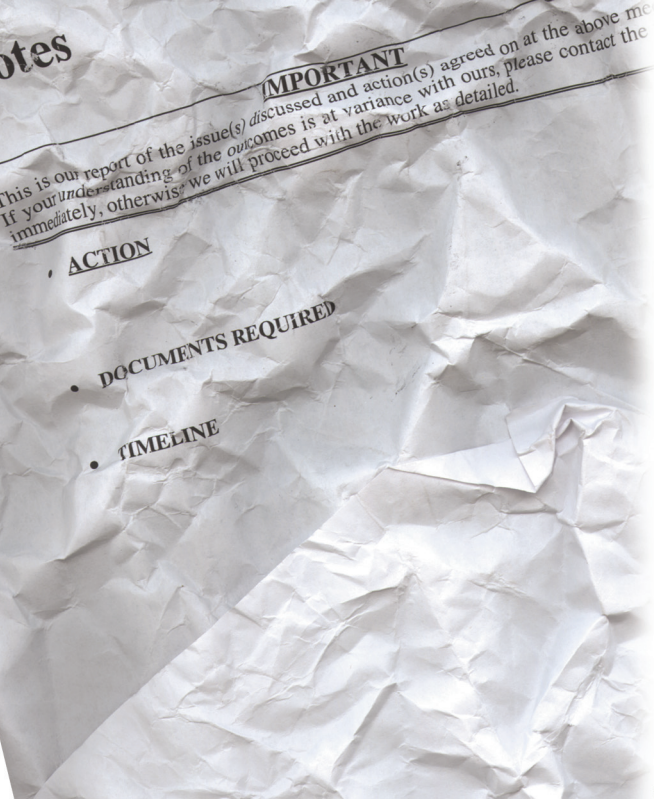 otes
IMPORTANT
This is our report of the issue(s) discussed and action(s) agreed on at the above
If your understanding of the outcomes is at variance with ours, please contact the
immediately, otherwise we will proceed with the work as detailed.
• ACTION
• DOCUMENTS REQUIRED
• TIMELINE